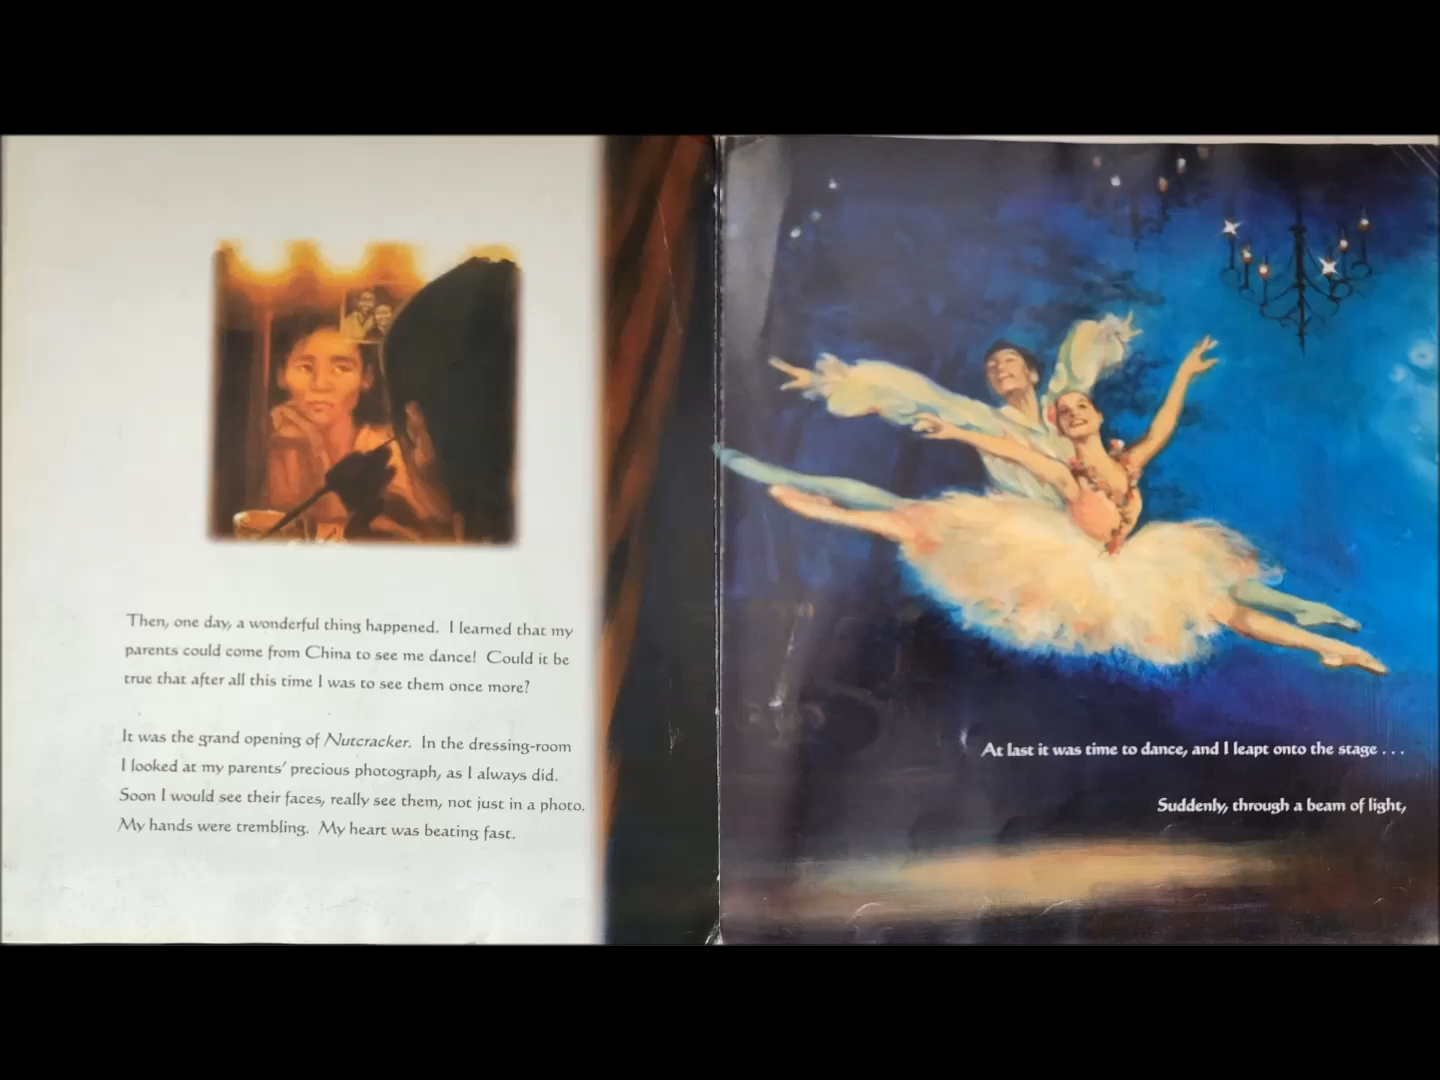 Then, one day, a wonderful thing happened. I learned that my
parents could come from China to see me dance! Could it be
true that after all this time I was to see them once more?
It was the grand opening of Nutcracker. In the dressing-room
I looked at my parents' precious photograph, as I always did.
Soon I would see their faces, really see them, not just in a photo.
My hands were trembling. My heart was beating fast.
At last it was time to dance, and I leapt onto the stage . . .
Suddenly, through a beam of light,